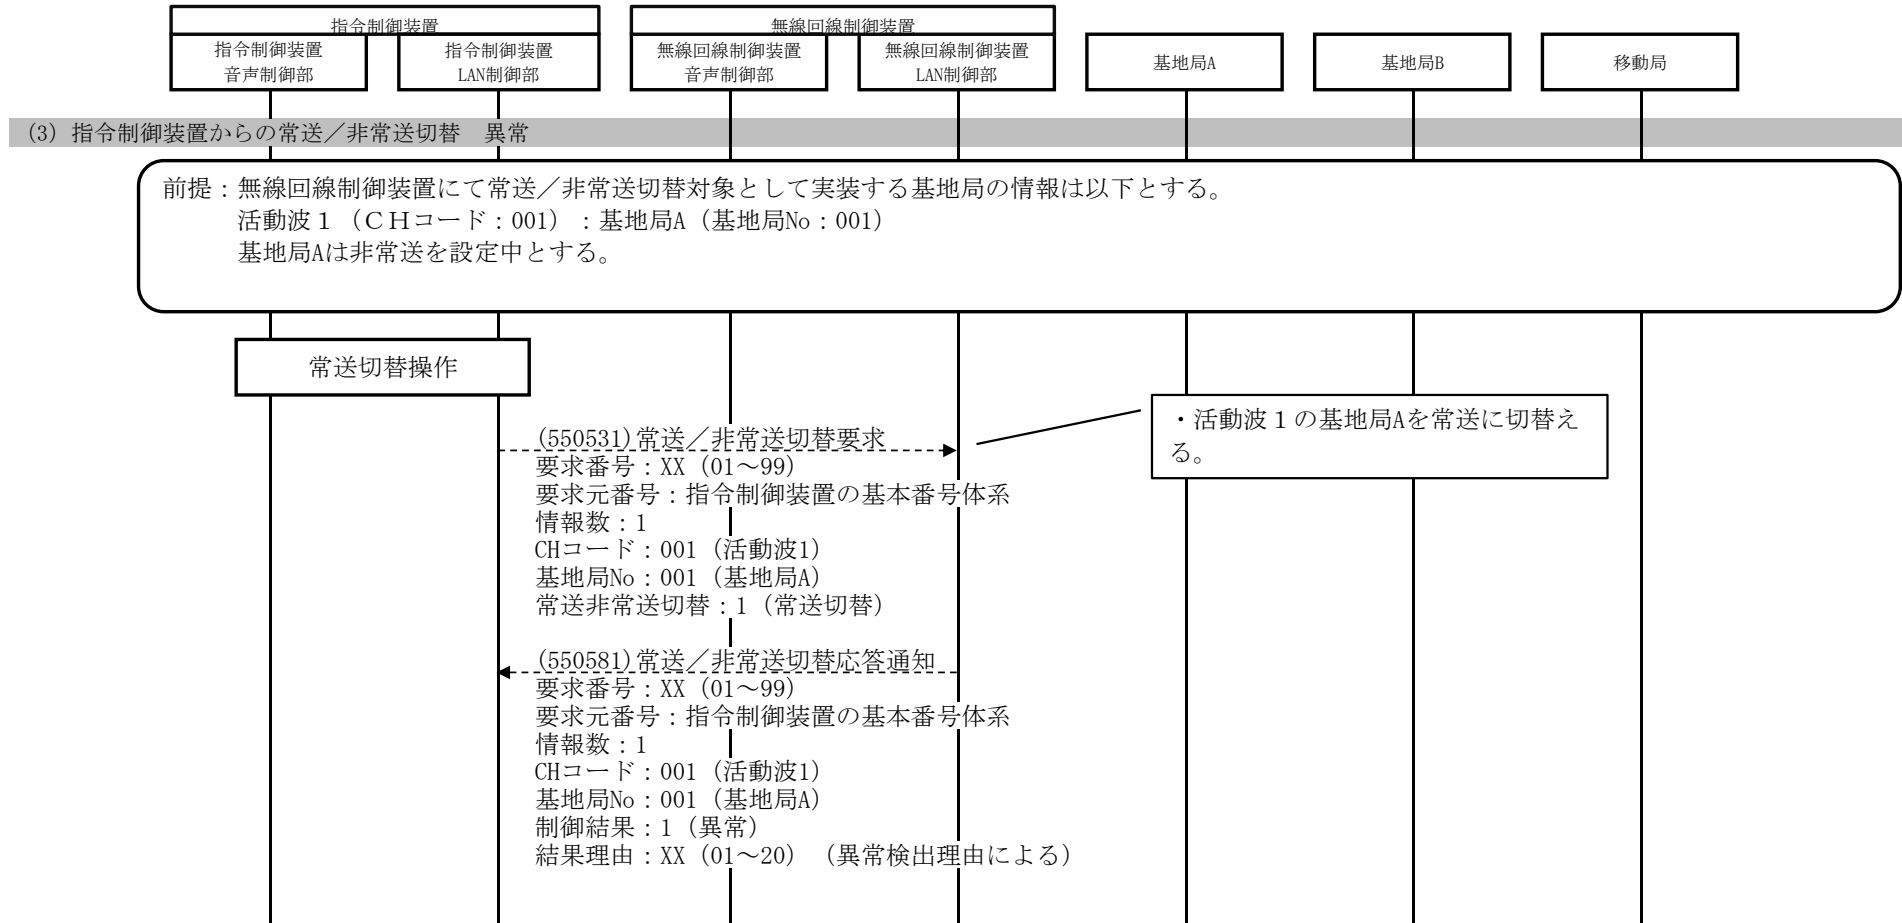 指令制御装置
無線回線制御装置
指令制御装置
音声制御部
指令制御装置
LAN制御部
無線回線制御装置
音声制御部
無線回線制御装置
LAN制御部
基地局A
基地局B
移動局
(3) 指令制御装置からの常送／非常送切替　異常
前提：無線回線制御装置にて常送／非常送切替対象として実装する基地局の情報は以下とする。
活動波１（ＣＨコード：001）：基地局A（基地局No：001）
基地局Aは非常送を設定中とする。
常送切替操作
・活動波１の基地局Aを常送に切替え
る。
(550531)常送／非常送切替要求
要求番号：XX（01～99）
要求元番号：指令制御装置の基本番号体系
情報数：1
CHコード：001（活動波1）
基地局No：001（基地局A）
常送非常送切替：1（常送切替）
(550581)常送／非常送切替応答通知
要求番号：XX（01～99）
要求元番号：指令制御装置の基本番号体系
情報数：1
CHコード：001（活動波1）
基地局No：001（基地局A）
制御結果：1（異常）
結果理由：XX（01～20）（異常検出理由による）